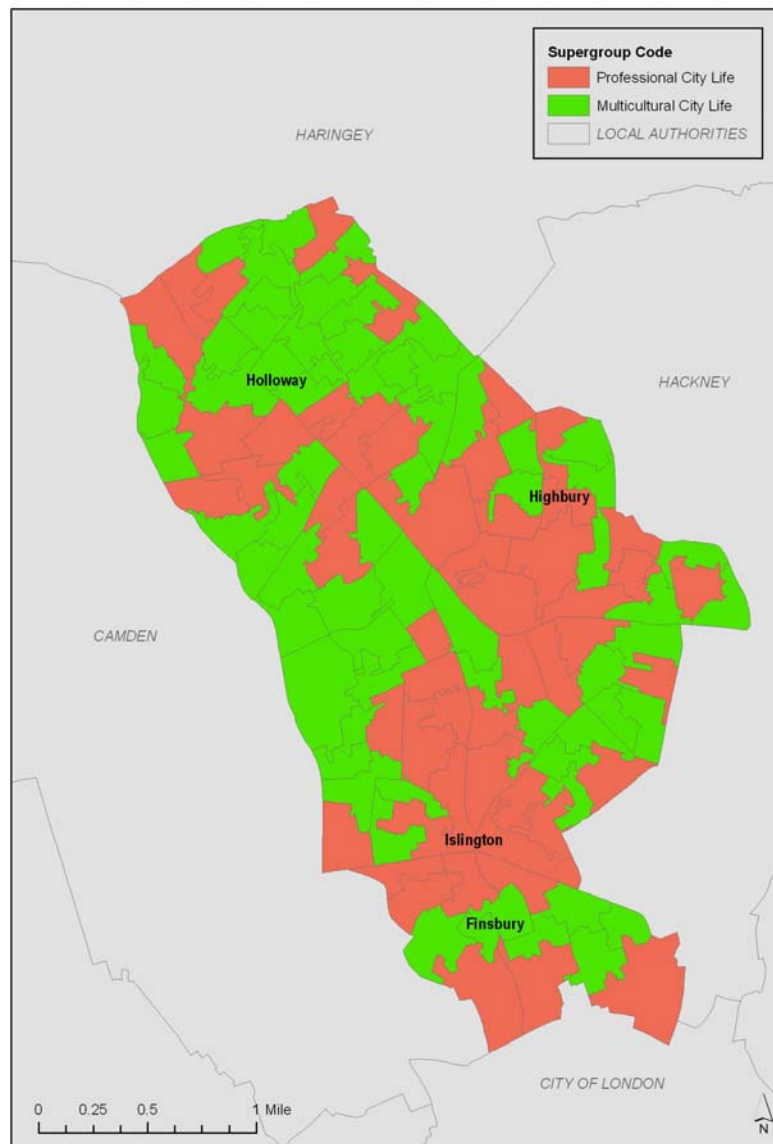 Supergroup Code
Professional City Life
Multicultural City Life
LOCAL AUTHORITIES
HARINGEY
Holloway
HACKNEY
Highbury
CAMDEN
Islington
Finsbury
CITY OF LONDON
0 0.25 0.5 1 Mile
N